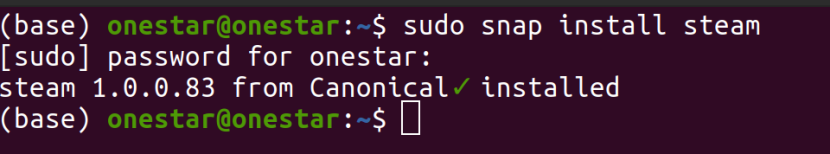 (base) onestar@onestar:~$ sudo snap install steam
[sudo] password for onestar:
steam 1.0.0.83 from Canonical✓ installed
(base) onestar@onestar:~$